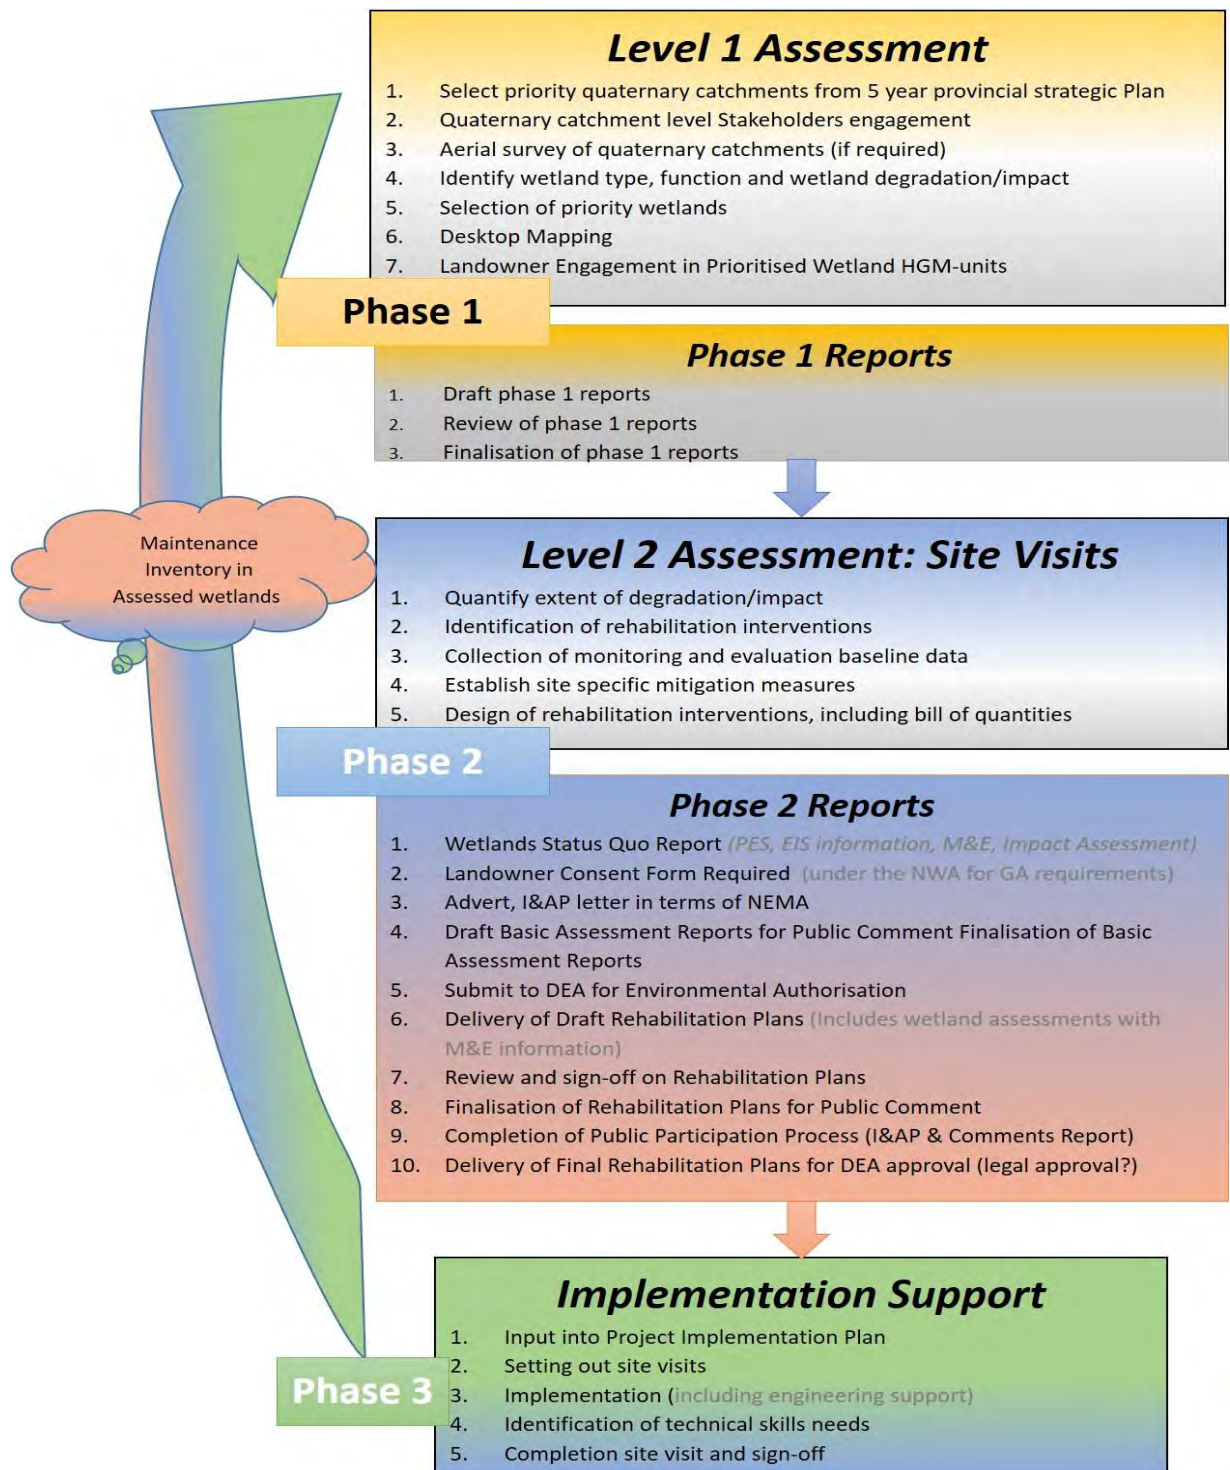 Level 1 Assessment
1. Select priority quaternary catchments from 5 year provincial strategic Plan
2. Quaternary catchment level Stakeholders engagement
3. Aerial survey of quaternary catchments (if required)
4. Identify wetland type, function and wetland degradation/impact
5. Selection of priority wetlands
6. Desktop Mapping
7. Landowner Engagement in Prioritised Wetland HGM-units
Phase 1
Phase 1 Reports
1. Draft phase 1 reports
2. Review of phase 1 reports
3. Finalisation of phase 1 reports
Maintenance
Inventory in
Assessed wetlands
Level 2 Assessment: Site Visits
1. Quantify extent of degradation/impact
2. Identification of rehabilitation interventions
3. Collection of monitoring and evaluation baseline data
4. Establish site specific mitigation measures
5. Design of rehabilitation interventions, including bill of quantities
Phase 2
Phase 2 Reports
1. Wetlands Status Quo Report (PES, EIS information, M&E, Impact Assessment)
2. Landowner Consent Form Required (under the NWA for GA requirements)
3. Advert, I&AP letter in terms of NEMA
4. Draft Basic Assessment Reports for Public Comment Finalisation of Basic
Assessment Reports
5. Submit to DEA for Environmental Authorisation
6. Delivery of Draft Rehabilitation Plans (Includes wetland assessments with
M&E information)
7. Review and sign-off on Rehabilitation Plans
8. Finalisation of Rehabilitation Plans for Public Comment
9. Completion of Public Participation Process (I&AP & Comments Report)
10. Delivery of Final Rehabilitation Plans for DEA approval (legal approval?)
Implementation Support
1. Input into Project Implementation Plan
2. Setting out site visits
Phase 3
3. Implementation (including engineering support)
4. Identification of technical skills needs
5. Completion site visit and sign-off